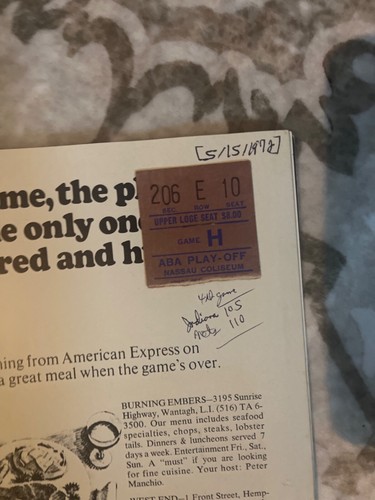 [5/15/1972]
me, the p
206 E 10
SEC. ROW SEAT
UPPER LOGE SEAT $8.00
e only one
GAME H
red and h
ABA PLAY-OFF
NASSAU COLISEUM
4th game
Indiana 105
Nets 110
ning from American Express on
a great meal when the game's over.
BURNING EMBERS—3195 Sunrise
Highway, Wantagh, L.I. (516) TA 6-
3500. Our menu includes seafood
specialties, chops, steaks, lobster
tails. Dinners & luncheons served 7
days a week. Entertainment Fri., Sat.,
Sun. A "must" if you are looking
for fine cuisine. Your host: Peter
Manchio.
WEST END—1 Front Street, Hemp-